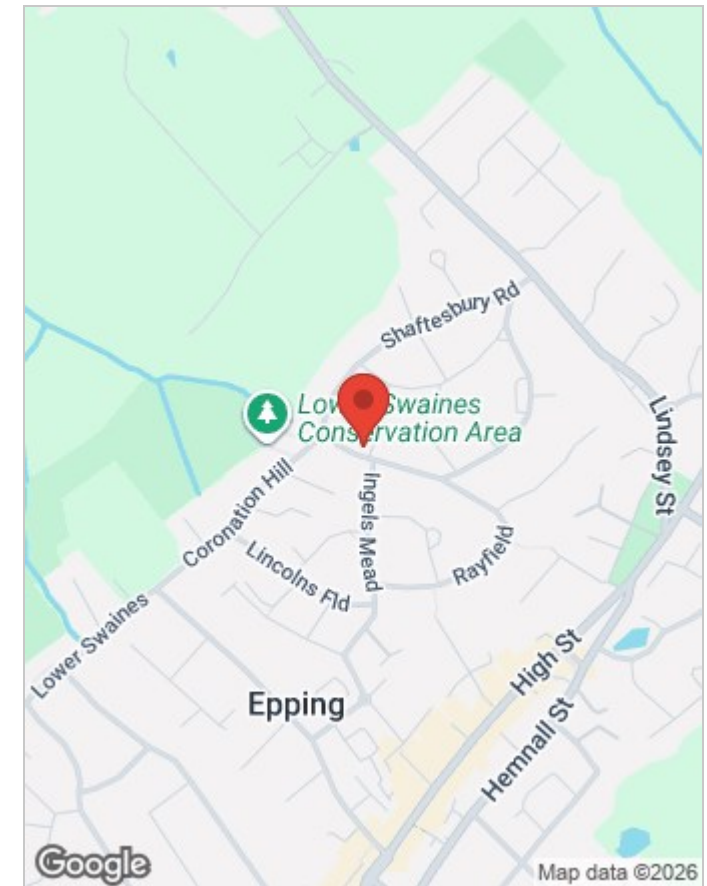 Shaftesbury Rd
Lower Swaines
Conservation Area
Lindsey St
Coronation Hill
Ingels Mead
Lincolns Fld
Rayfield
Lower Swaines
High St
Epping
Hemnall St
Google
Map data ©2026